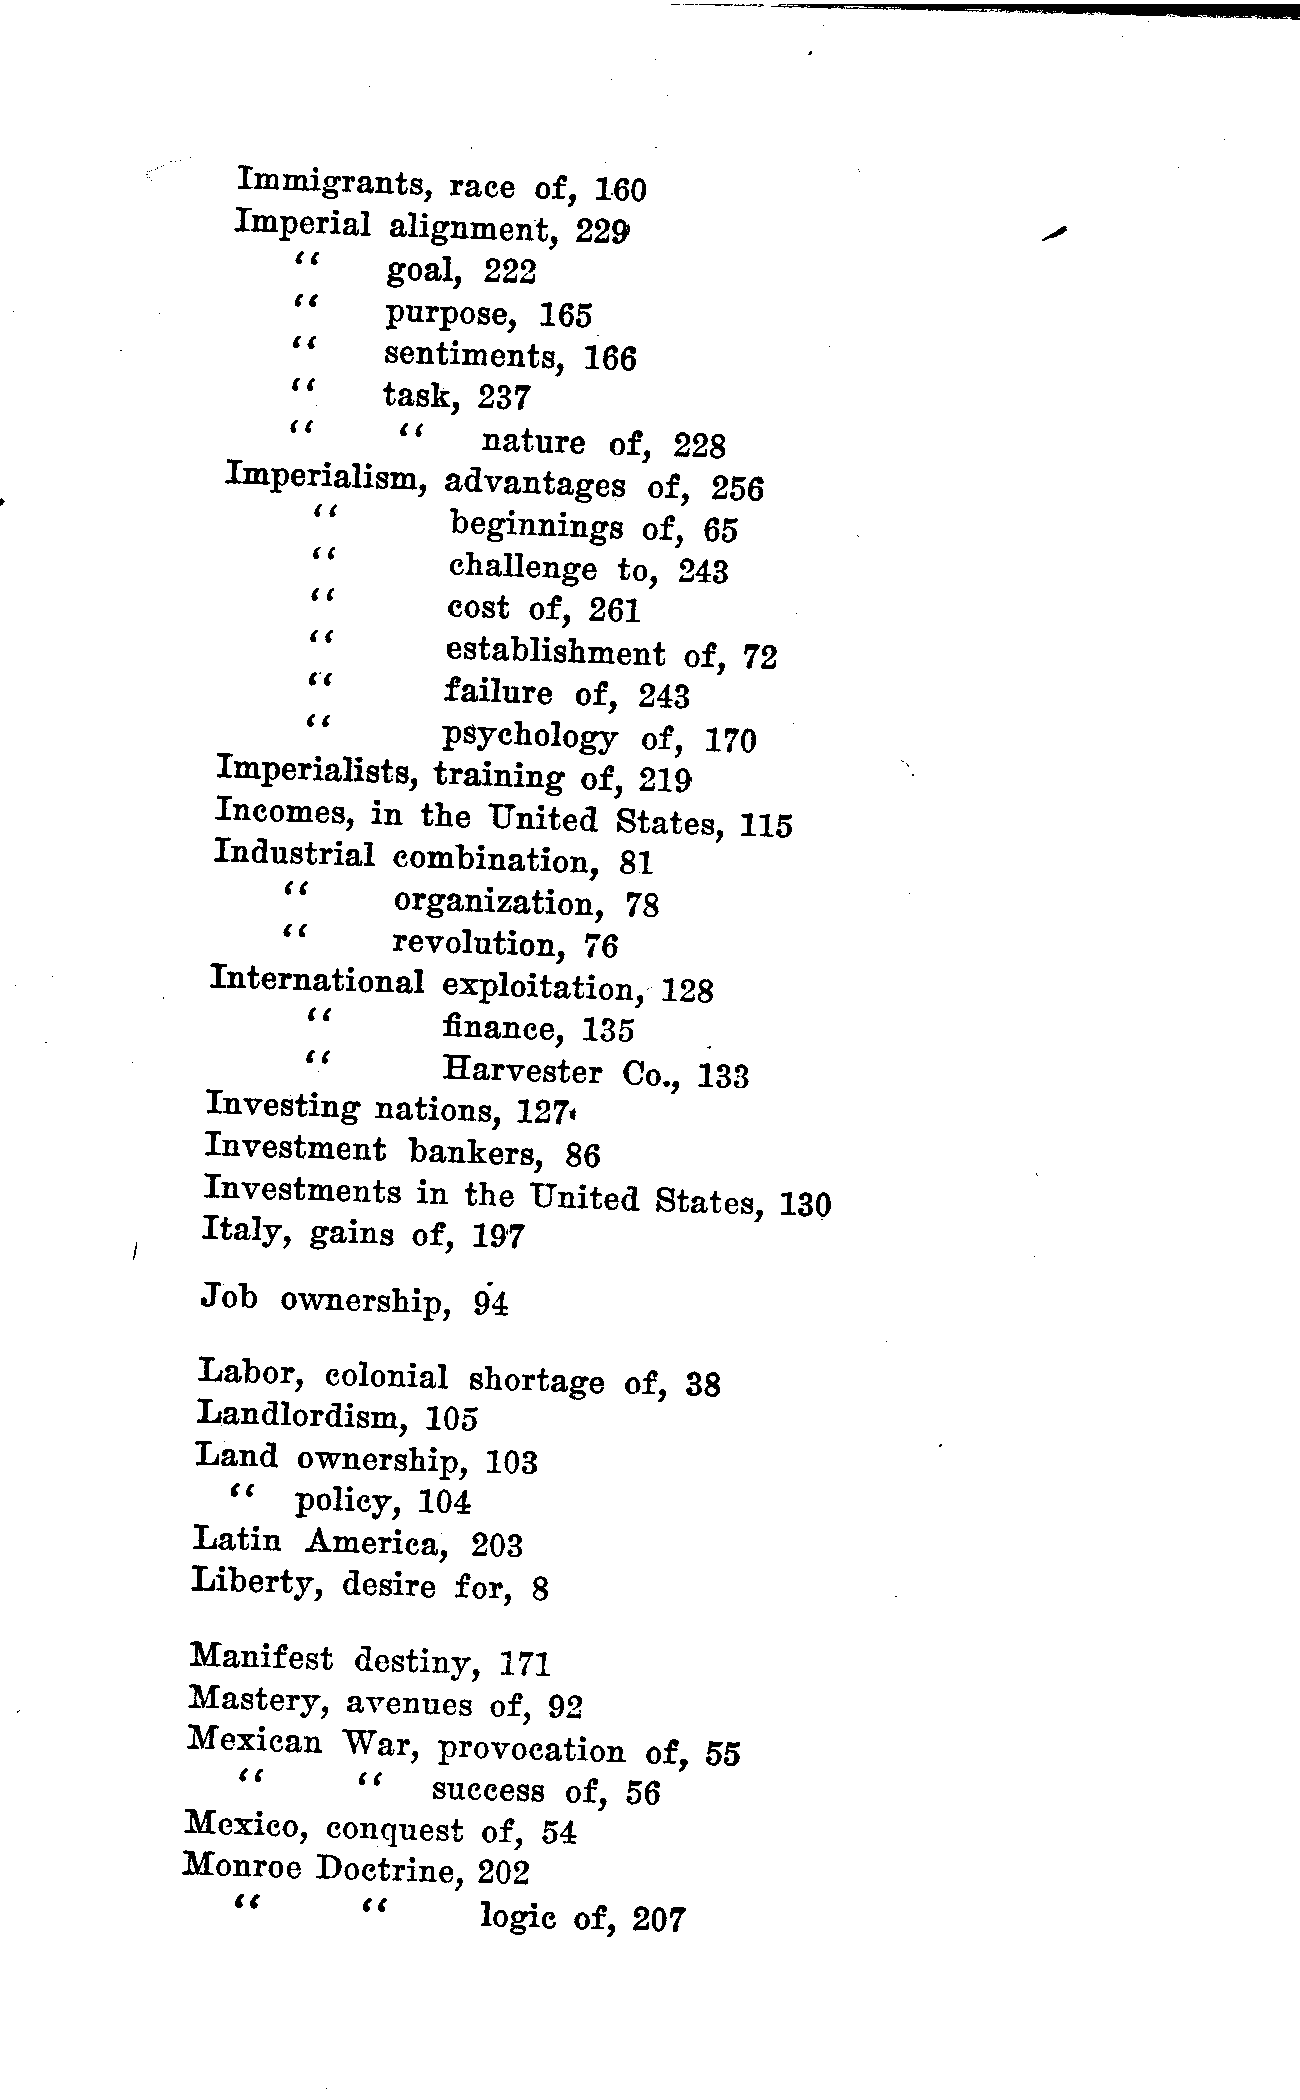 Immigrants, race of, 160
Imperial alignment, 229
“ goal, 222
“ purpose, 165
“ sentiments, 166
“ task, 237
“ “ nature of, 228
Imperialism, advantages of, 256
“ beginnings of, 65
“ challenge to, 243
“ cost of, 261
“ establishment of, 72
“ failure of, 243
“ psychology of, 170
Imperialists, training of, 219
Incomes, in the United States, 115
Industrial combination, 81
“ organization, 78
“ revolution, 76
International exploitation, 128
“ finance, 135
“ Harvester Co., 133
Investing nations, 127
Investment bankers, 86
Investments in the United States, 130
Italy, gains of, 197
Job ownership, 94
Labor, colonial shortage of, 38
Landlordism, 105
Land ownership, 103
“ policy, 104
Latin America, 203
Liberty, desire for, 8
Manifest destiny, 171
Mastery, avenues of, 92
Mexican War, provocation of, 55
“ “ success of, 56
Mexico, conquest of, 54
Monroe Doctrine, 202
“ “ logic of, 207